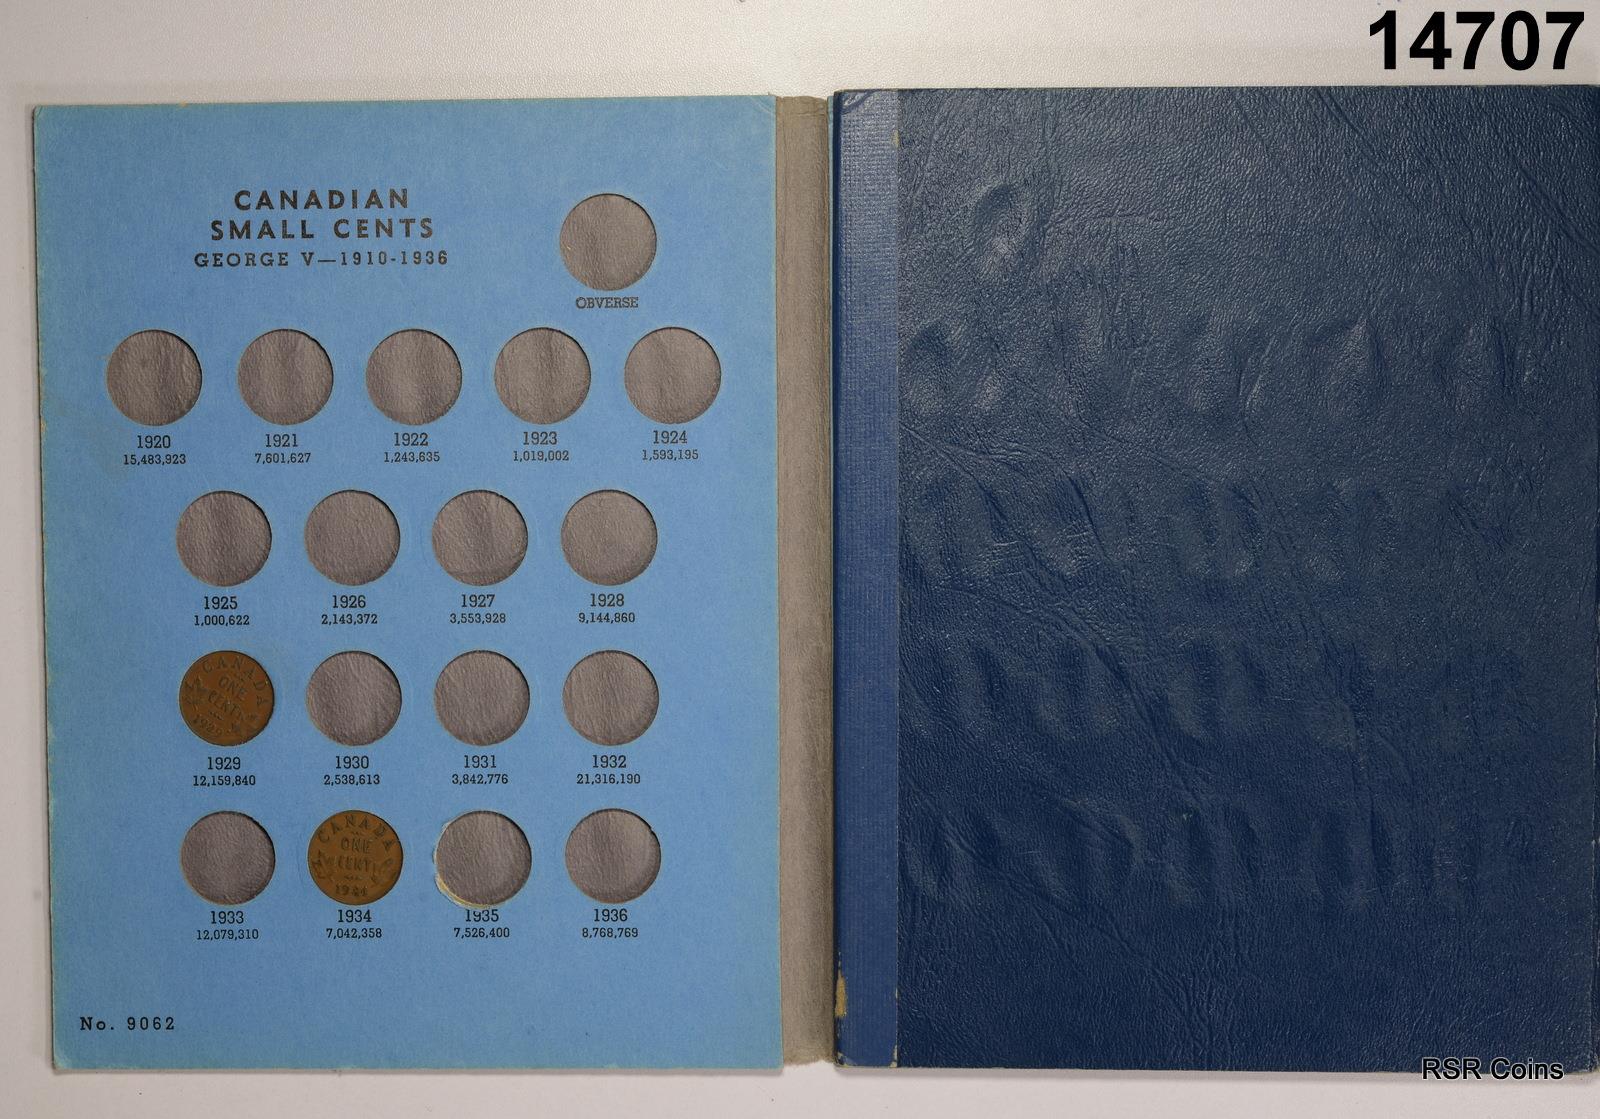 14707
CANADIAN
SMALL CENTS
GEORGE V—1910-1936
OBVERSE
1920 1921 1922 1923 1924
15,483,923 7,601,627 1,243,635 1,019,002 1,593,195
1925 1926 1927 1928
1,000,622 2,143,372 3,553,928 9,144,860
CANADA
ONE
CENT
1929
1929 1930 1931 1932
12,159,840 2,538,613 3,842,776 21,316,190
CANADA
ONE
CENT
1933 1934 1935 1936
12,079,310 7,042,358 7,526,400 8,768,769
No. 9062
RSR Coins